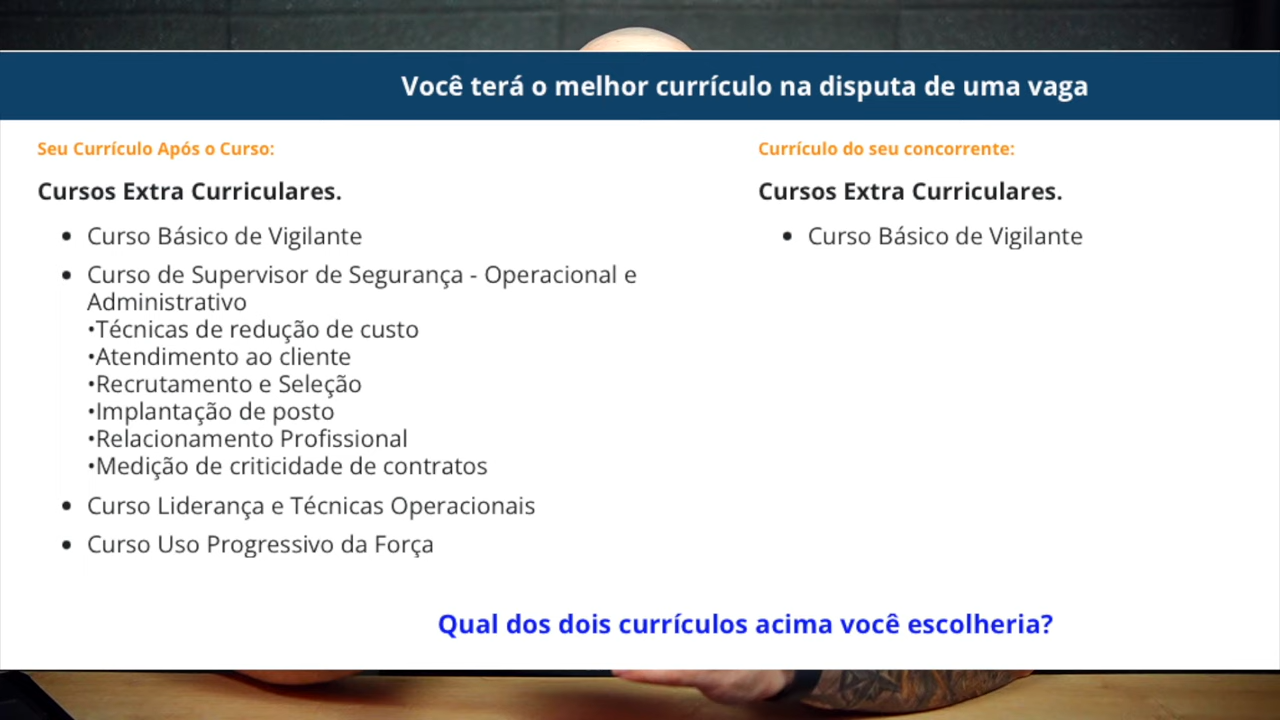 Você terá o melhor currículo na disputa de uma vaga
Seu Currículo Após o Curso:
Cursos Extra Curriculares.
• Curso Básico de Vigilante
• Curso de Supervisor de Segurança - Operacional e
Administrativo
•Técnicas de redução de custo
•Atendimento ao cliente
•Recrutamento e Seleção
•Implantação de posto
•Relacionamento Profissional
•Medição de criticidade de contratos
• Curso Liderança e Técnicas Operacionais
• Curso Uso Progressivo da Força
Currículo do seu concorrente:
Cursos Extra Curriculares.
• Curso Básico de Vigilante
Qual dos dois currículos acima você escolheria?